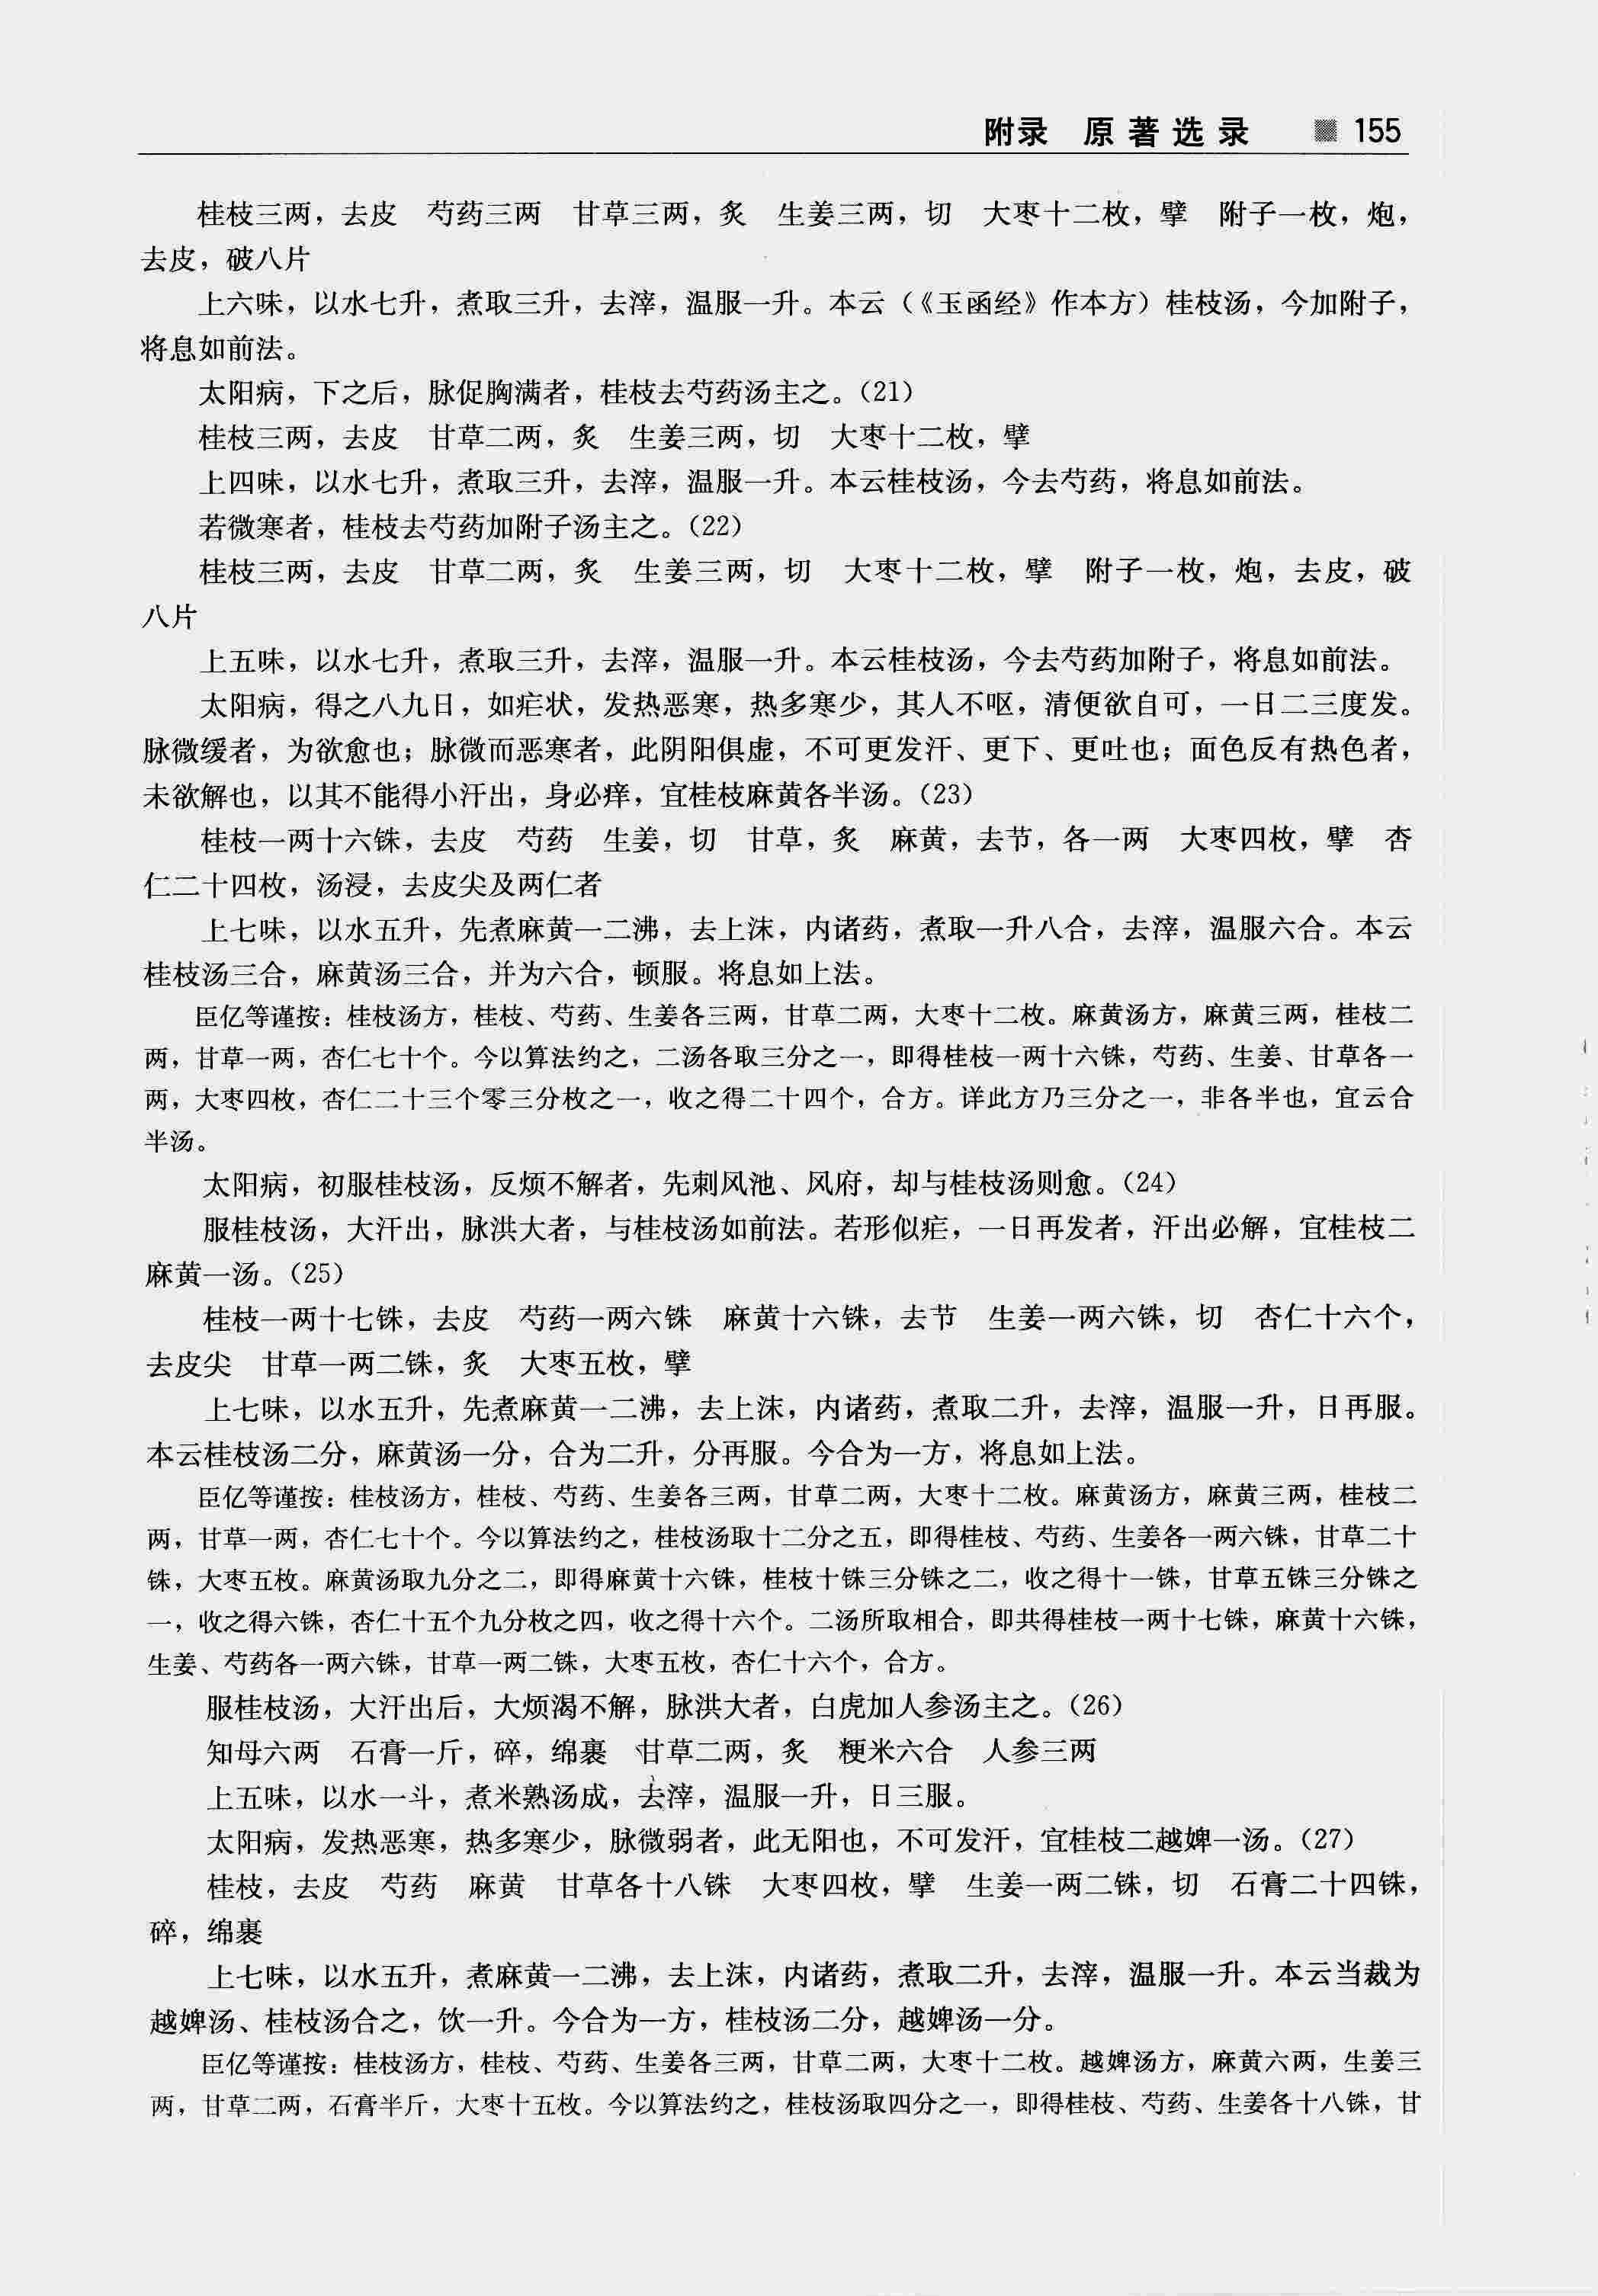 附录 原著选录 155
桂枝三两，去皮 芍药三两 甘草三两，炙 生姜三两，切 大枣十二枚，擘 附子一枚，炮，
去皮，破八片
上六味，以水七升，煮取三升，去滓，温服一升。本云（《玉函经》作本方）桂枝汤，今加附子，
将息如前法。
太阳病，下之后，脉促胸满者，桂枝去芍药汤主之。（21）
桂枝三两，去皮 甘草二两，炙 生姜三两，切 大枣十二枚，擘
上四味，以水七升，煮取三升，去滓，温服一升。本云桂枝汤，今去芍药，将息如前法。
若微寒者，桂枝去芍药加附子汤主之。（22）
桂枝三两，去皮 甘草二两，炙 生姜三两，切 大枣十二枚，擘 附子一枚，炮，去皮，破
八片
上五味，以水七升，煮取三升，去滓，温服一升。本云桂枝汤，今去芍药加附子，将息如前法。
太阳病，得之八九日，如疟状，发热恶寒，热多寒少，其人不呕，清便欲自可，一日二三度发。
脉微缓者，为欲愈也；脉微而恶寒者，此阴阳俱虚，不可更发汗、更下、更吐也；面色反有热色者，
未欲解也，以其不能得小汗出，身必痒，宜桂枝麻黄各半汤。（23）
桂枝一两十六铢，去皮 芍药 生姜，切 甘草，炙 麻黄，去节，各一两 大枣四枚，擘 杏
仁二十四枚，汤浸，去皮尖及两仁者
上七味，以水五升，先煮麻黄一二沸，去上沫，内诸药，煮取一升八合，去滓，温服六合。本云
桂枝汤三合，麻黄汤三合，并为六合，顿服。将息如上法。
臣亿等谨按：桂枝汤方，桂枝、芍药、生姜各三两，甘草二两，大枣十二枚。麻黄汤方，麻黄三两，桂枝二
两，甘草一两，杏仁七十个。今以算法约之，二汤各取三分之一，即得桂枝一两十六铢，芍药、生姜、甘草各一
两，大枣四枚，杏仁二十三个零三分枚之一，收之得二十四个，合方。详此方乃三分之一，非各半也，宜云合
半汤。
太阳病，初服桂枝汤，反烦不解者，先刺风池、风府，却与桂枝汤则愈。（24）
服桂枝汤，大汗出，脉洪大者，与桂枝汤如前法。若形似疟，一日再发者，汗出必解，宜桂枝二
麻黄一汤。（25）
桂枝一两十七铢，去皮 芍药一两六铢 麻黄十六铢，去节 生姜一两六铢，切 杏仁十六个，
去皮尖 甘草一两二铢，炙 大枣五枚，擘
上七味，以水五升，先煮麻黄一二沸，去上沫，内诸药，煮取二升，去滓，温服一升，日再服。
本云桂枝汤二分，麻黄汤一分，合为二升，分再服。今合为一方，将息如上法。
臣亿等谨按：桂枝汤方，桂枝、芍药、生姜各三两，甘草二两，大枣十二枚。麻黄汤方，麻黄三两，桂枝二
两，甘草一两，杏仁七十个。今以算法约之，桂枝汤取十二分之五，即得桂枝、芍药、生姜各一两六铢，甘草二十
铢，大枣五枚。麻黄汤取九分之二，即得麻黄十六铢，桂枝十铢三分铢之二，收之得十一铢，甘草五铢三分铢之
一，收之得六铢，杏仁十五个九分枚之四，收之得十六个。二汤所取相合，即共得桂枝一两十七铢，麻黄十六铢，
生姜、芍药各一两六铢，甘草一两二铢，大枣五枚，杏仁十六个，合方。
服桂枝汤，大汗出后，大烦渴不解，脉洪大者，白虎加人参汤主之。（26）
知母六两 石膏一斤，碎，绵裹 甘草二两，炙 粳米六合 人参三两
上五味，以水一斗，煮米熟汤成，去滓，温服一升，日三服。
太阳病，发热恶寒，热多寒少，脉微弱者，此无阳也，不可发汗，宜桂枝二越婢一汤。（27）
桂枝，去皮 芍药 麻黄 甘草各十八铢 大枣四枚，擘 生姜一两二铢，切 石膏二十四铢，
碎，绵裹
上七味，以水五升，煮麻黄一二沸，去上沫，内诸药，煮取二升，去滓，温服一升。本云当裁为
越婢汤、桂枝汤合之，饮一升。今合为一方，桂枝汤二分，越婢汤一分。
臣亿等谨按：桂枝汤方，桂枝、芍药、生姜各三两，甘草二两，大枣十二枚。越婢汤方，麻黄六两，生姜三
两，甘草二两，石膏半斤，大枣十五枚。今以算法约之，桂枝汤取四分之一，即得桂枝、芍药、生姜各十八铢，甘